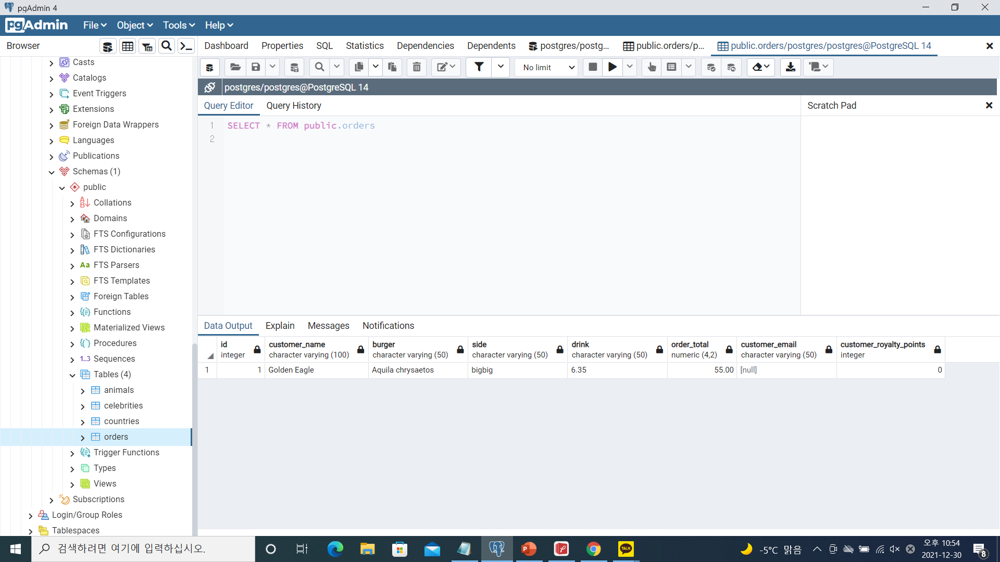 pgAdmin 4
pgAdmin File Object Tools Help
Browser
Dashboard Properties SQL Statistics Dependencies Dependents postgres/postg... public.orders/p... public.orders/postgres/postgres@PostgreSQL 14
No limit
postgres/postgres@PostgreSQL 14
Query Editor Query History
Scratch Pad
1 SELECT * FROM public.orders
2
Casts
Catalogs
Event Triggers
Extensions
Foreign Data Wrappers
Languages
Publications
Schemas (1)
public
Collations
Domains
FTS Configurations
FTS Dictionaries
Aa FTS Parsers
FTS Templates
Foreign Tables
Functions
Materialized Views
Procedures
1..3 Sequences
Tables (4)
animals
celebrities
countries
orders
Trigger Functions
Types
Views
Subscriptions
Login/Group Roles
Tablespaces
Data Output Explain Messages Notifications
id customer_name burger side drink order_total customer_email customer_royalty_points
integer character varying (100) character varying (50) character varying (50) character varying (50) numeric (4,2) character varying (50) integer
1 1 Golden Eagle Aquila chrysaetos bigbig 6.35 55.00 [null] 0
검색하려면 여기에 입력하십시오.
TALK
-5°C 맑음
오후 10:54
2021-12-30
8